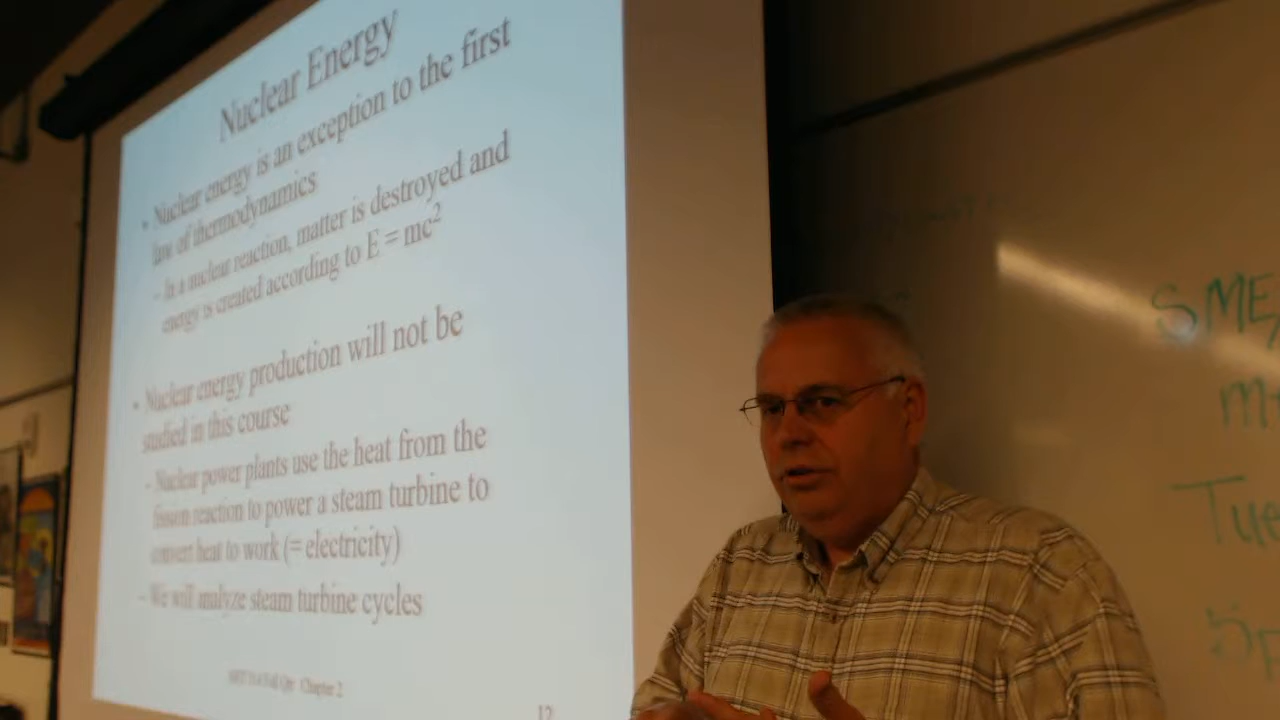 Nuclear Energy
• Nuclear energy is an exception to the first
law of thermodynamics
- In a nuclear reaction, matter is destroyed and
energy is created according to E = mc²
• Nuclear energy production will not be
studied in this course
- Nuclear power plants use the heat from the
fission reaction to power a steam turbine to
convert heat to work (= electricity)
- We will analyze steam turbine cycles
Chapter 2
12
SME
Tue